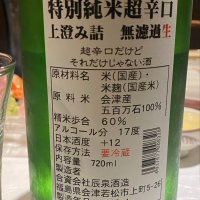 特別純米超辛口
上澄み詰 無濾過生
超辛口だけど
それだけじゃない酒
原材料名 米(国産)・
米麹(国産米)
原料米 会津産
五百万石100%
精米歩合 60%
アルコール分 17度
日本酒度 +12
保存方法 要冷蔵
内容量 720ml
製造者
合資会社辰泉酒造
福島県会津若松市上町5-26
製造